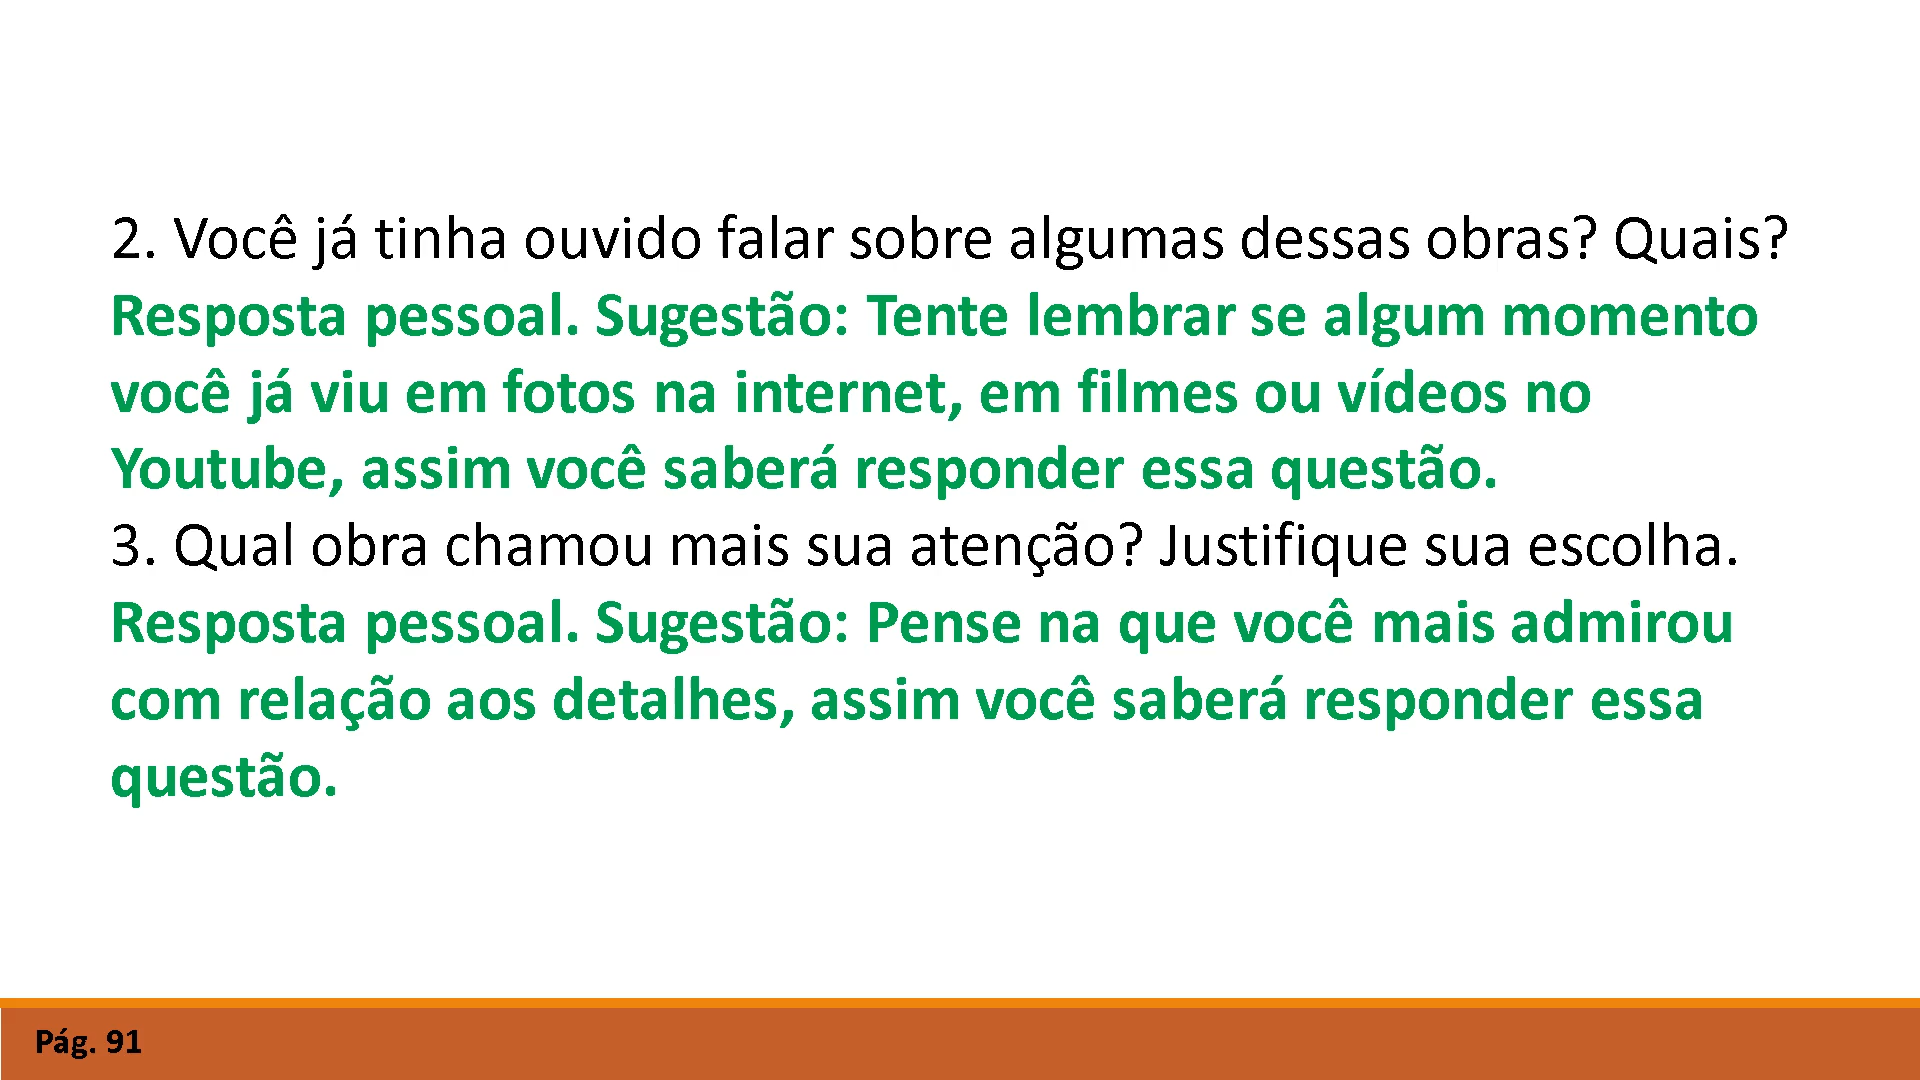 2. Você já tinha ouvido falar sobre algumas dessas obras? Quais?
Resposta pessoal. Sugestão: Tente lembrar se algum momento
você já viu em fotos na internet, em filmes ou vídeos no
Youtube, assim você saberá responder essa questão.
3. Qual obra chamou mais sua atenção? Justifique sua escolha.
Resposta pessoal. Sugestão: Pense na que você mais admirou
com relação aos detalhes, assim você saberá responder essa
questão.
Pág. 91